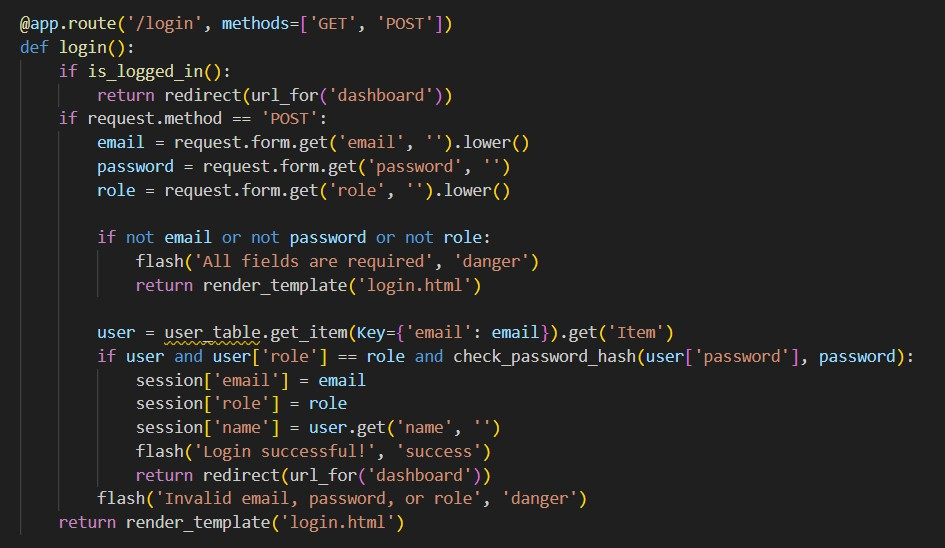 @app.route('/login', methods=['GET', 'POST'])
def login():
    if is_logged_in():
        return redirect(url_for('dashboard'))
    if request.method == 'POST':
        email = request.form.get('email', '').lower()
        password = request.form.get('password', '')
        role = request.form.get('role', '').lower()

        if not email or not password or not role:
            flash('All fields are required', 'danger')
            return render_template('login.html')

        user = user_table.get_item(Key={'email': email}).get('Item')
        if user and user['role'] == role and check_password_hash(user['password'], password):
            session['email'] = email
            session['role'] = role
            session['name'] = user.get('name', '')
            flash('Login successful!', 'success')
            return redirect(url_for('dashboard'))
        flash('Invalid email, password, or role', 'danger')
    return render_template('login.html')